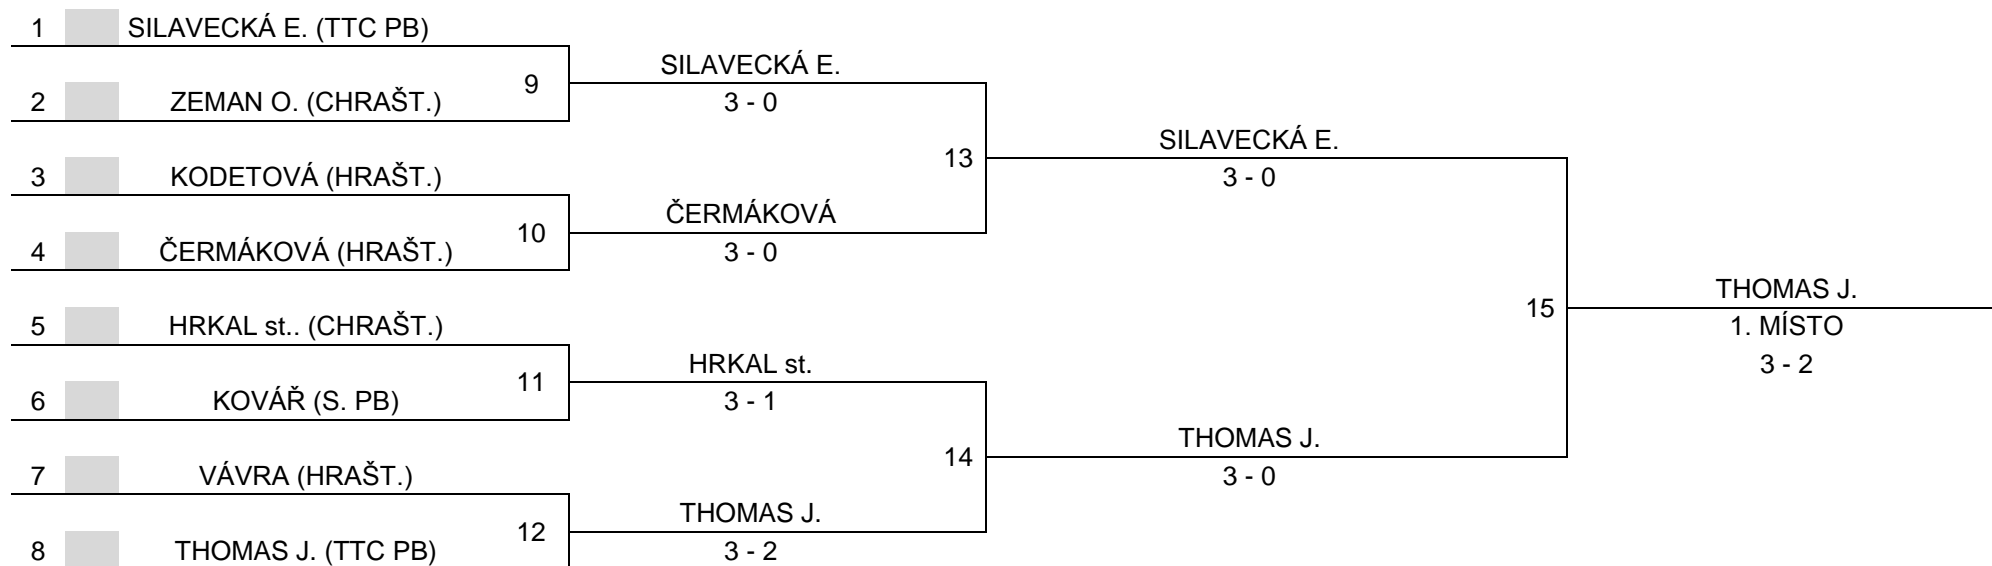 1 SILAVECKÁ E. (TTC PB)
SILAVECKÁ E.
9
2 ZEMAN O. (CHRAŠT.)
3 - 0
SILAVECKÁ E.
13
3 KODETOVÁ (HRAŠT.)
3 - 0
ČERMÁKOVÁ
10
4 ČERMÁKOVÁ (HRAŠT.)
3 - 0
THOMAS J.
15
5 HRKAL st.. (CHRAŠT.)
1. MÍSTO
HRKAL st.
3 - 2
11
6 KOVÁŘ (S. PB)
3 - 1
THOMAS J.
14
7 VÁVRA (HRAŠT.)
3 - 0
THOMAS J.
12
8 THOMAS J. (TTC PB)
3 - 2